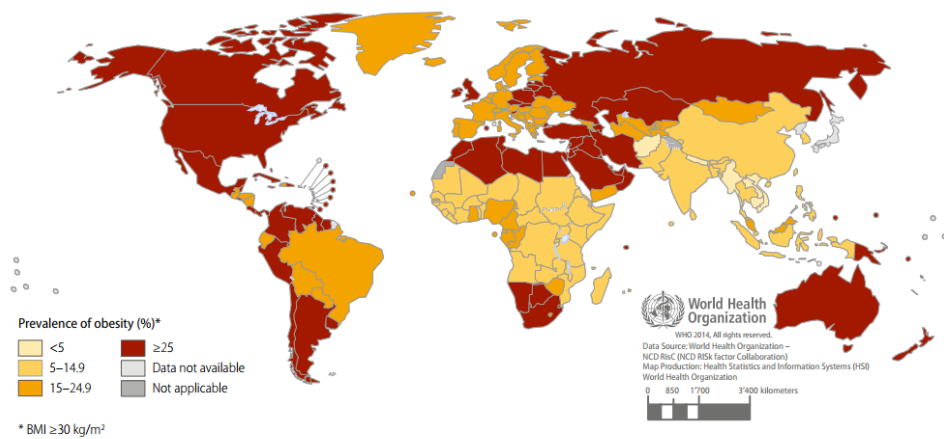 Prevalence of obesity (%)*
<5
5–14.9
15–24.9
≥25
Data not available
Not applicable
* BMI ≥30 kg/m²
World Health
Organization
WHO 2014, All rights reserved.
Data Source: World Health Organization –
NCD RisC (NCD RISk factor Collaboration)
Map Production: Health Statistics and Information Systems (HSI)
World Health Organization
0 850 1'700 3'400 kilometers